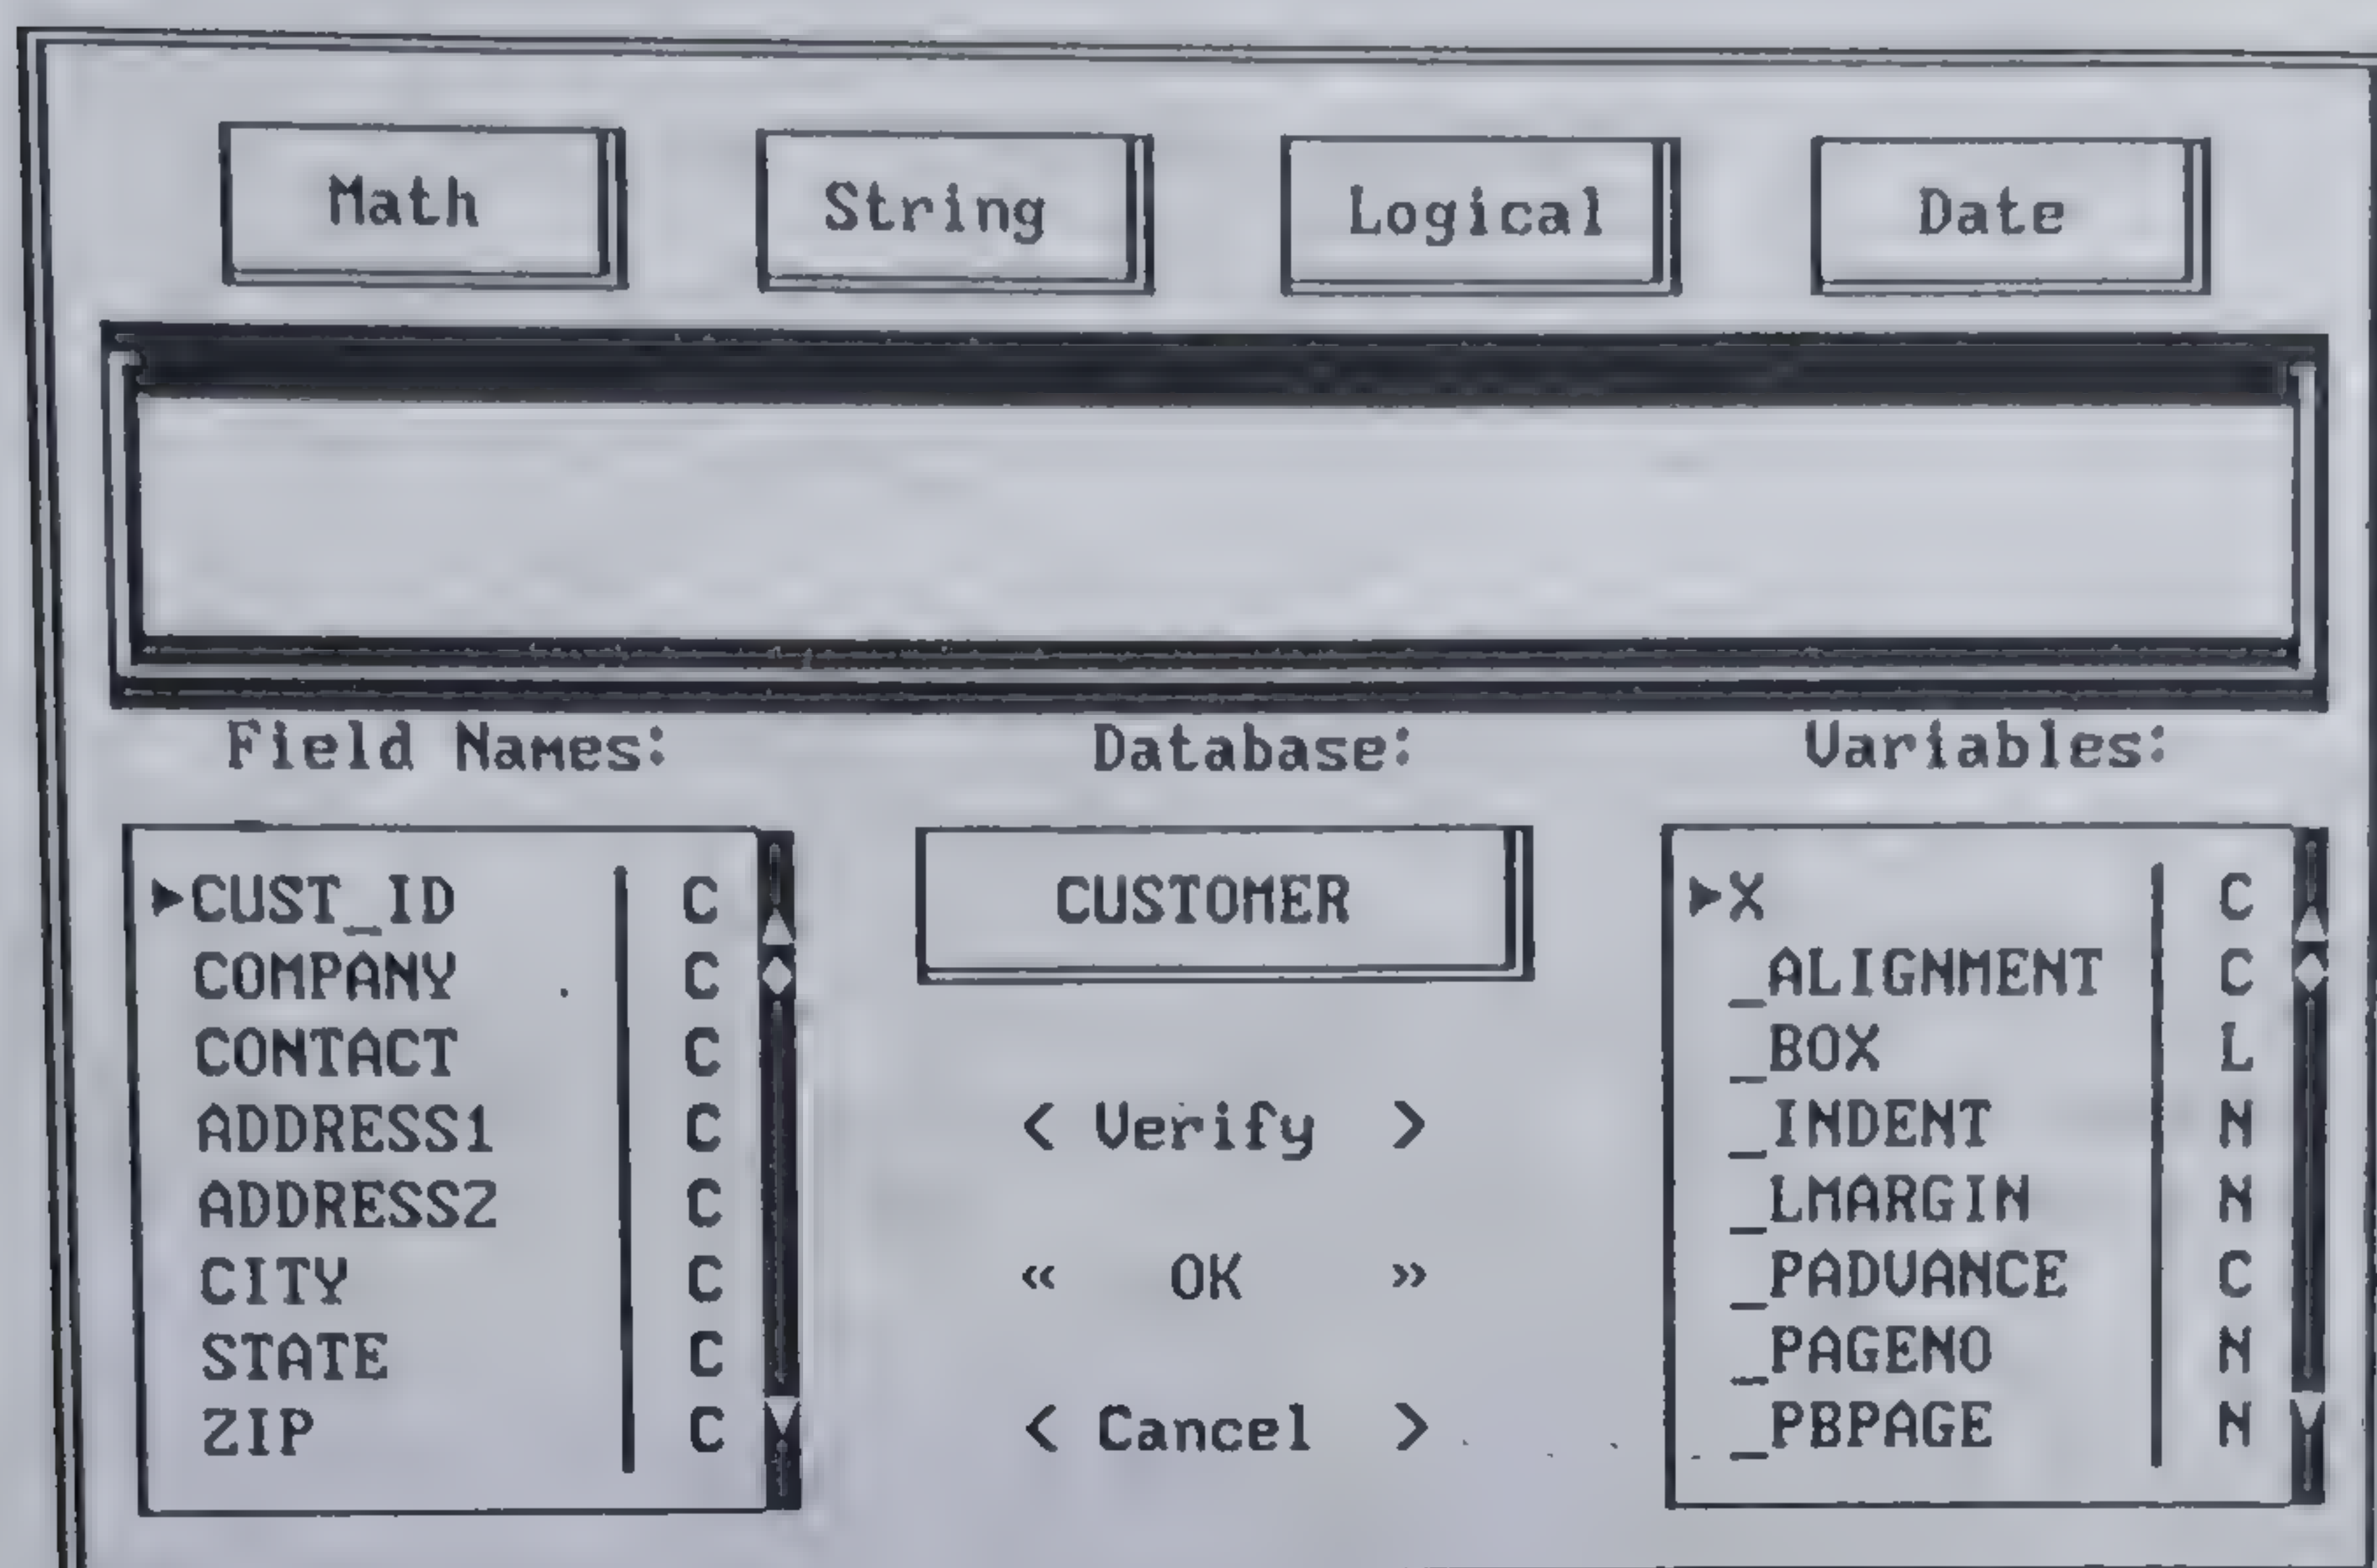 Math String Logical Date
Field Names: Database: Variables:
►CUST_ID C CUSTOMER ►X C
COMPANY C _ALIGNMENT C
CONTACT C _BOX L
ADDRESS1 C < Verify > _INDENT N
ADDRESS2 C _LMARGIN N
CITY C « OK » _PADVANCE C
STATE C _PAGENO N
ZIP C < Cancel > _PBPAGE N